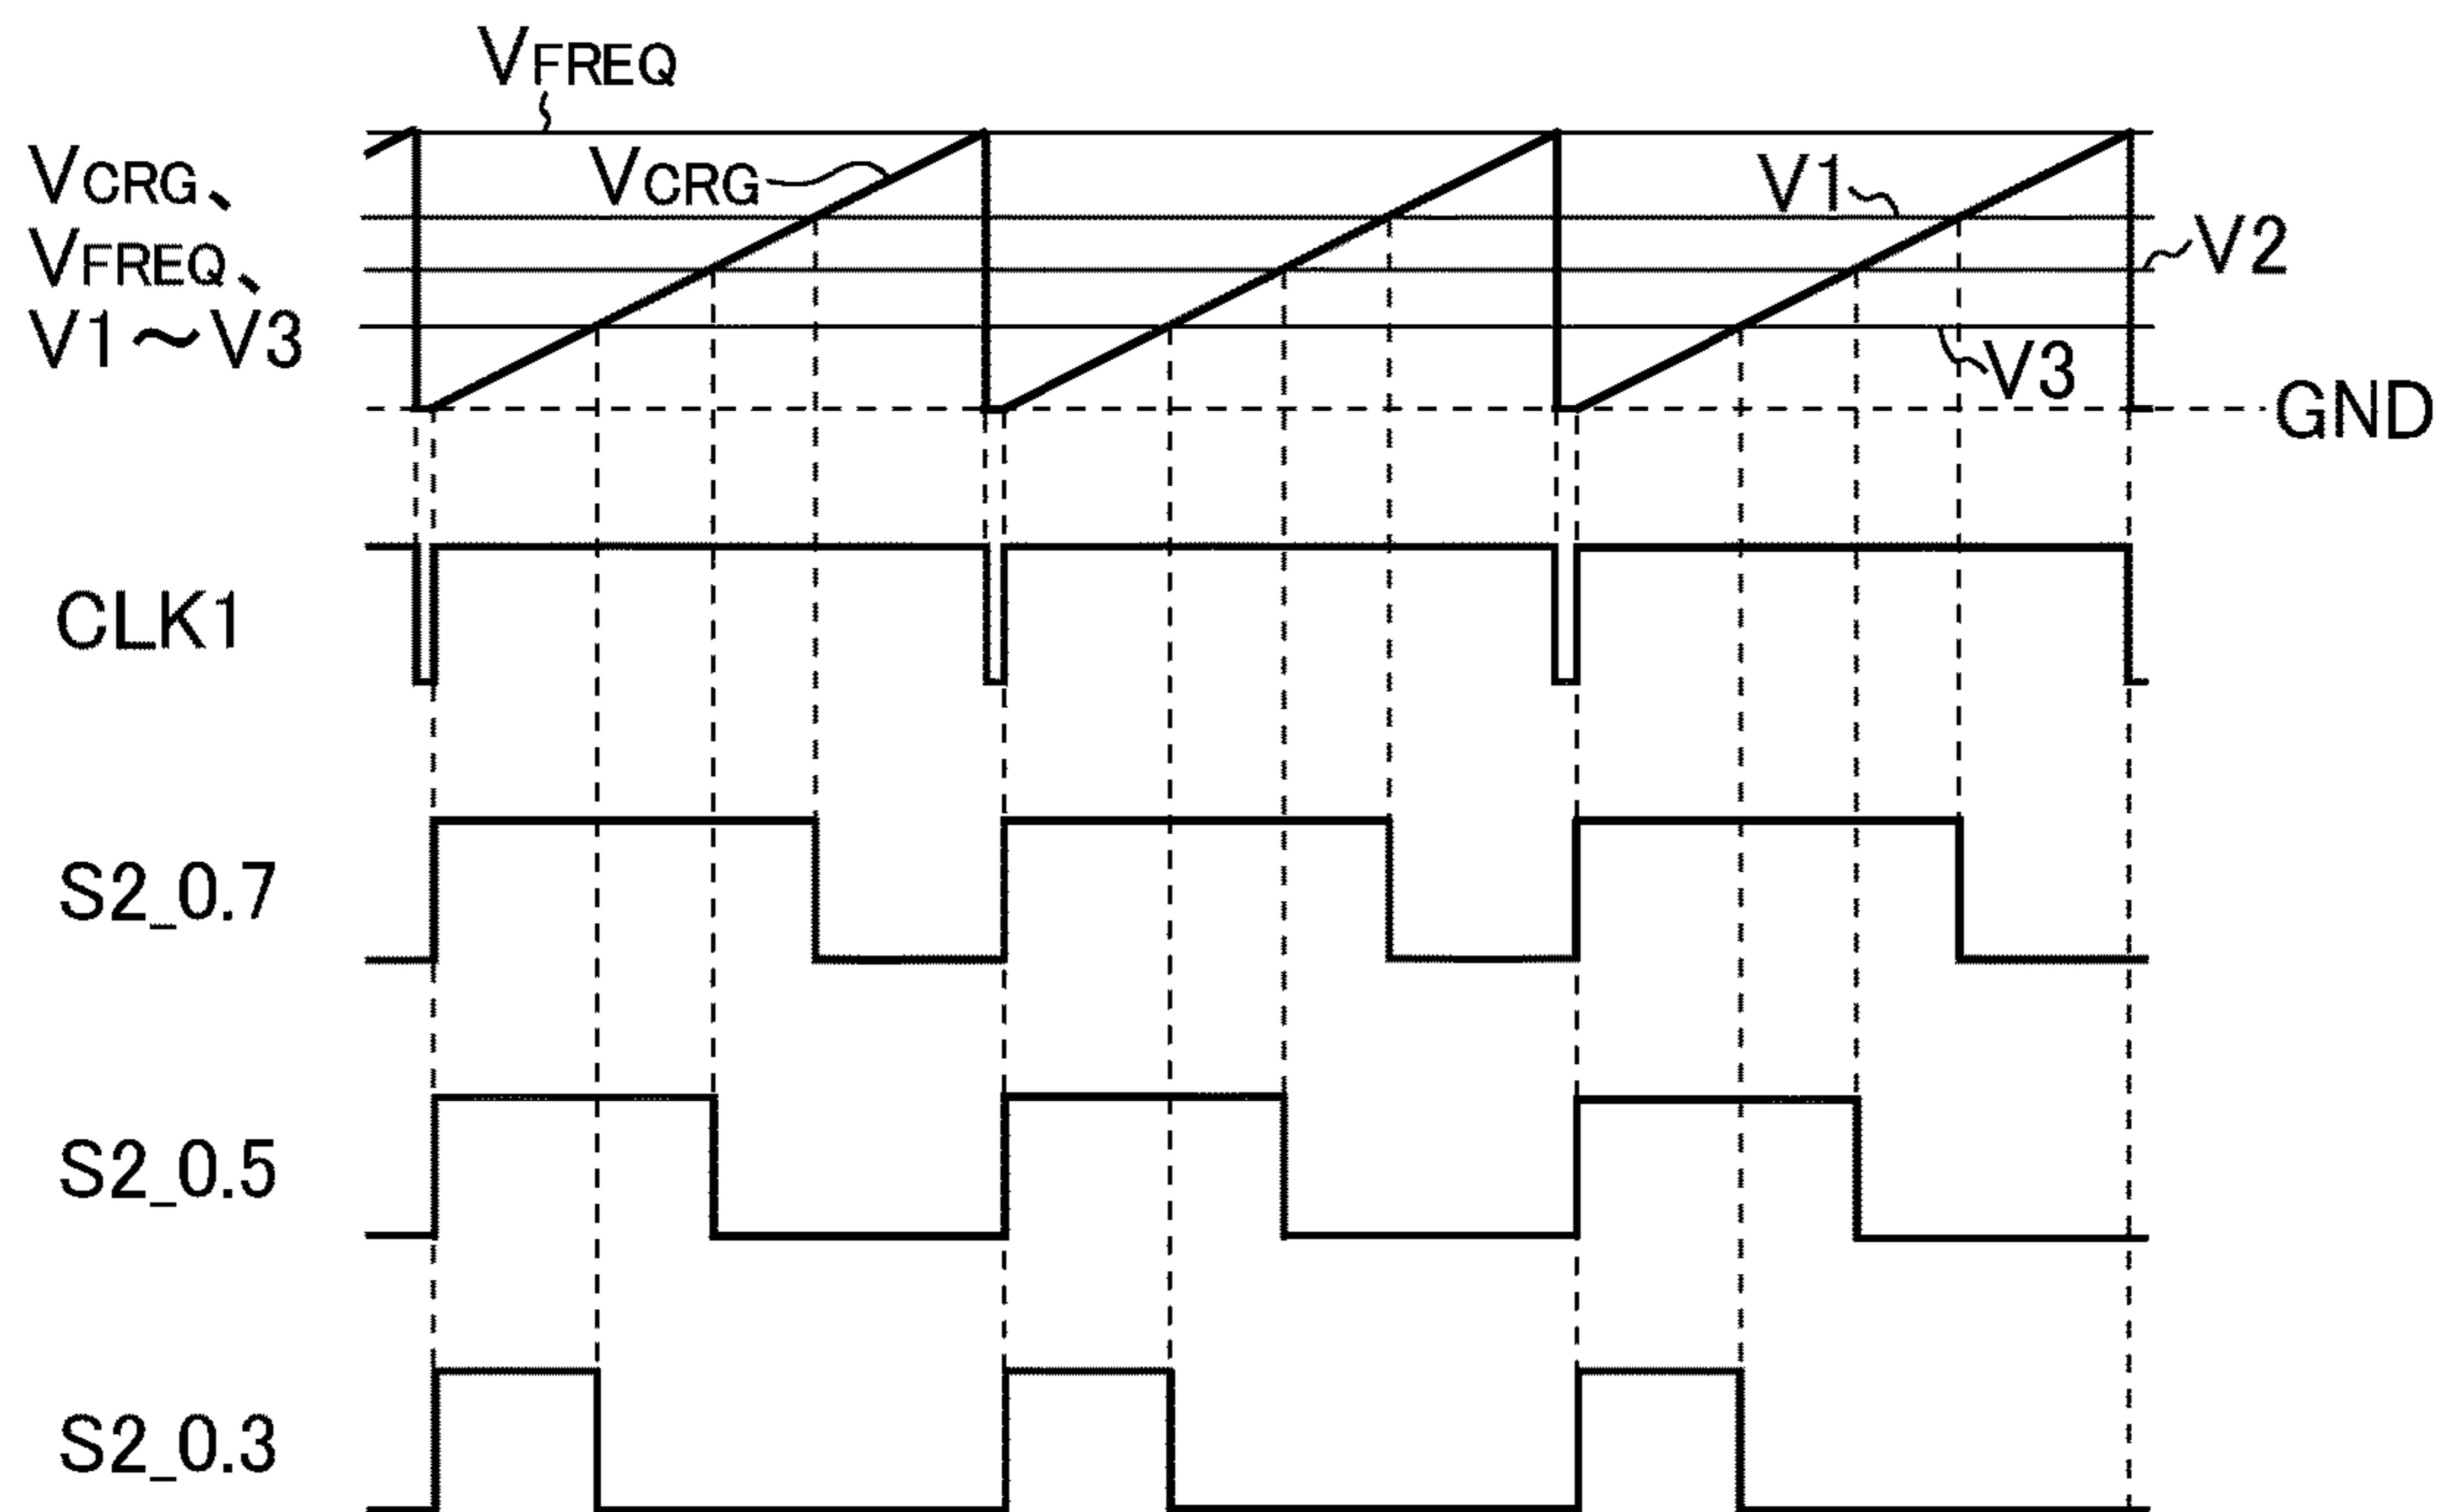 VFREQ
VCRG、
VFREQ、
V1～V3
VCRG
V1
V2
V3
GND
CLK1
S2_0.7
S2_0.5
S2_0.3